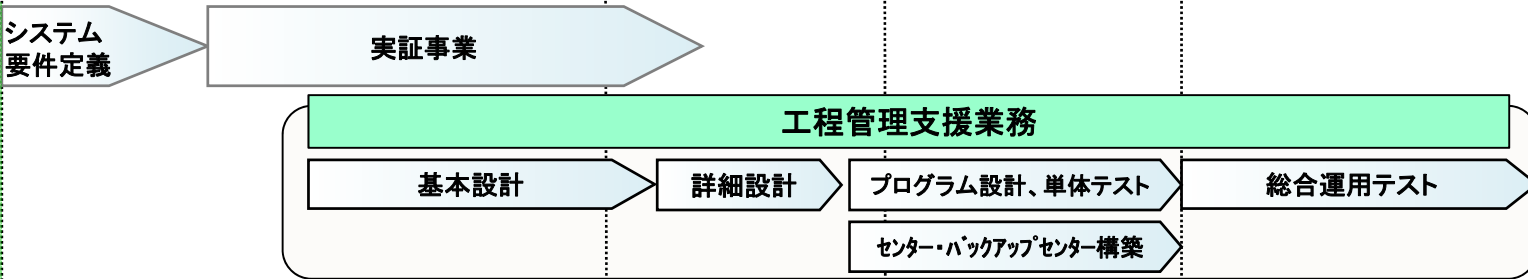 システム
要件定義
実証事業
工程管理支援業務
基本設計
詳細設計
プログラム設計、単体テスト
総合運用テスト
センター・バックアップセンター構築